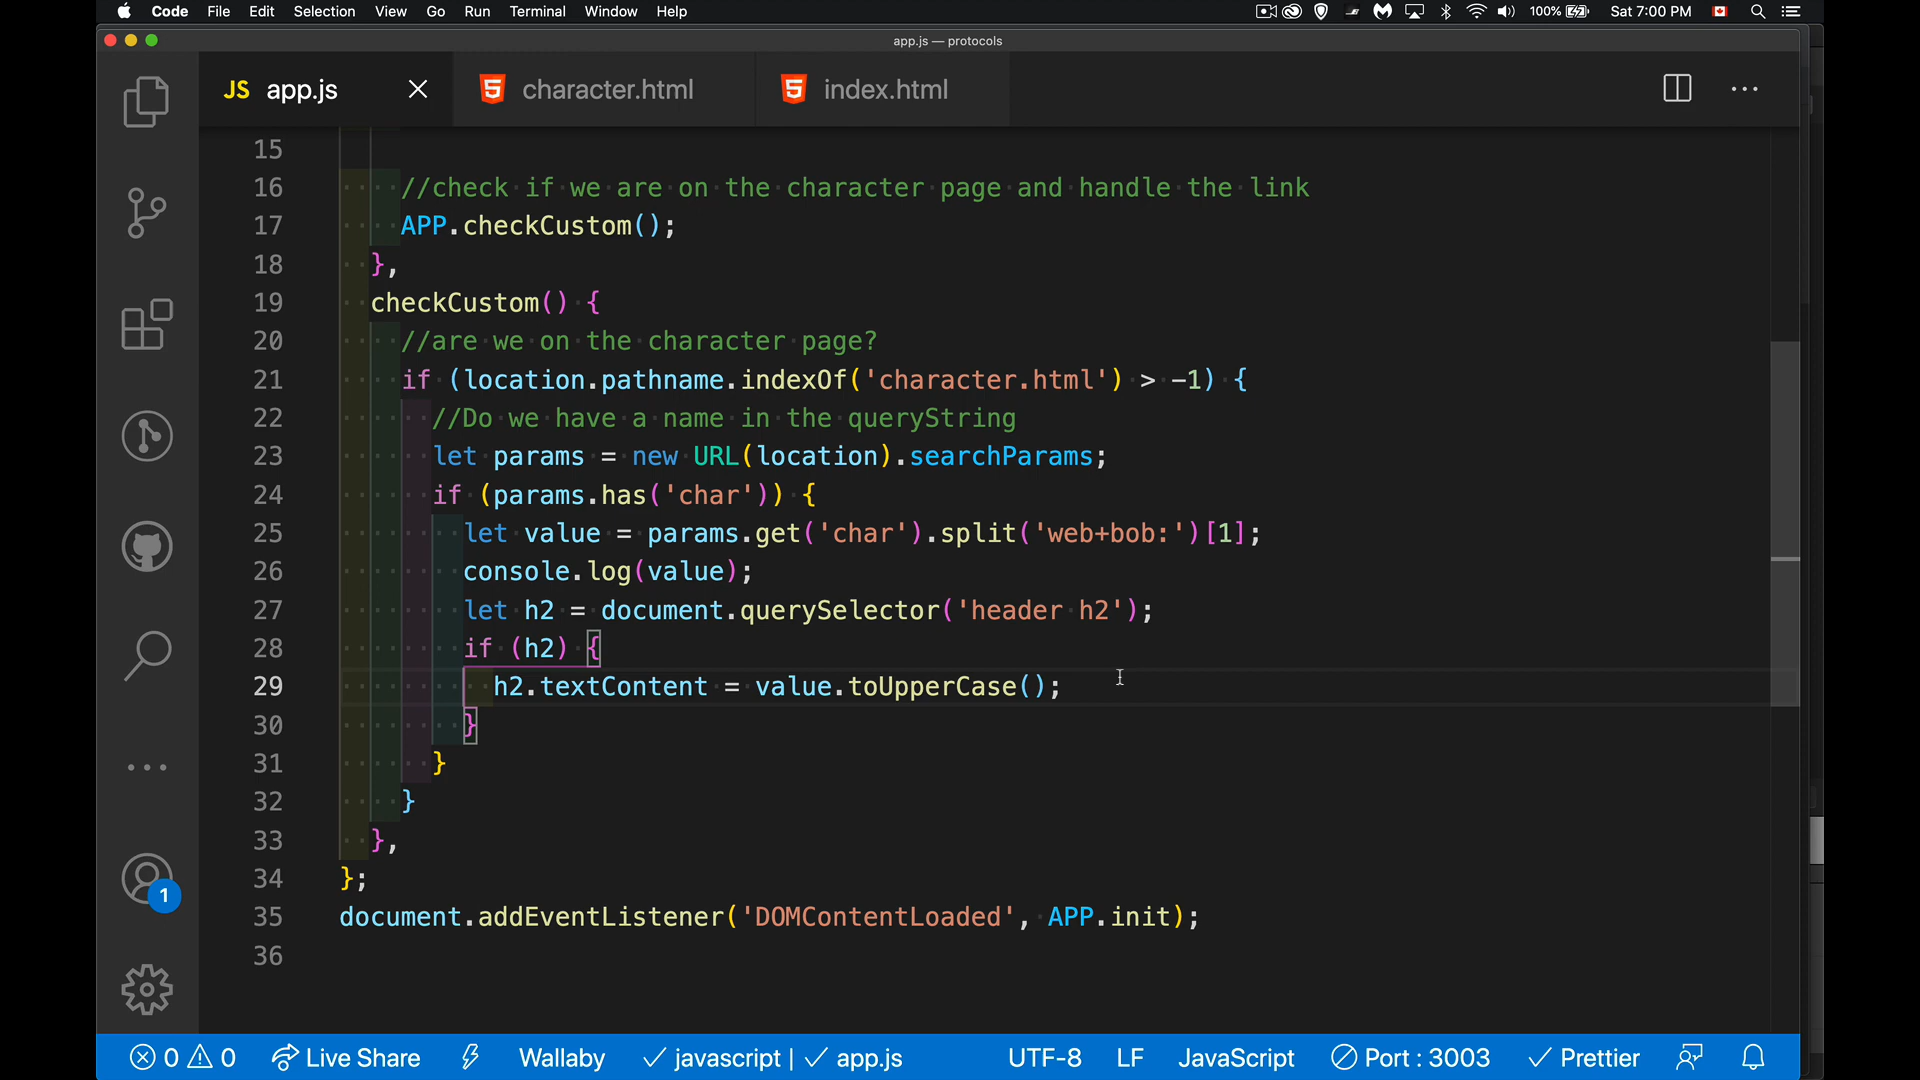 Code File Edit Selection View Go Run Terminal Window Help 100% Sat 7:00 PM
app.js — protocols
JS app.js character.html index.html
15
16 //check if we are on the character page and handle the link
17 APP.checkCustom();
18 },
19 checkCustom() {
20 //are we on the character page?
21 if (location.pathname.indexOf('character.html') > -1) {
22 //Do we have a name in the queryString
23 let params = new URL(location).searchParams;
24 if (params.has('char')) {
25 let value = params.get('char').split('web+bob:')[1];
26 console.log(value);
27 let h2 = document.querySelector('header h2');
28 if (h2) {
29 h2.textContent = value.toUpperCase();
30 }
31 }
32 }
33 },
34 };
35 document.addEventListener('DOMContentLoaded', APP.init);
36
1
0 0 Live Share Wallaby javascript | app.js UTF-8 LF JavaScript Port : 3003 Prettier